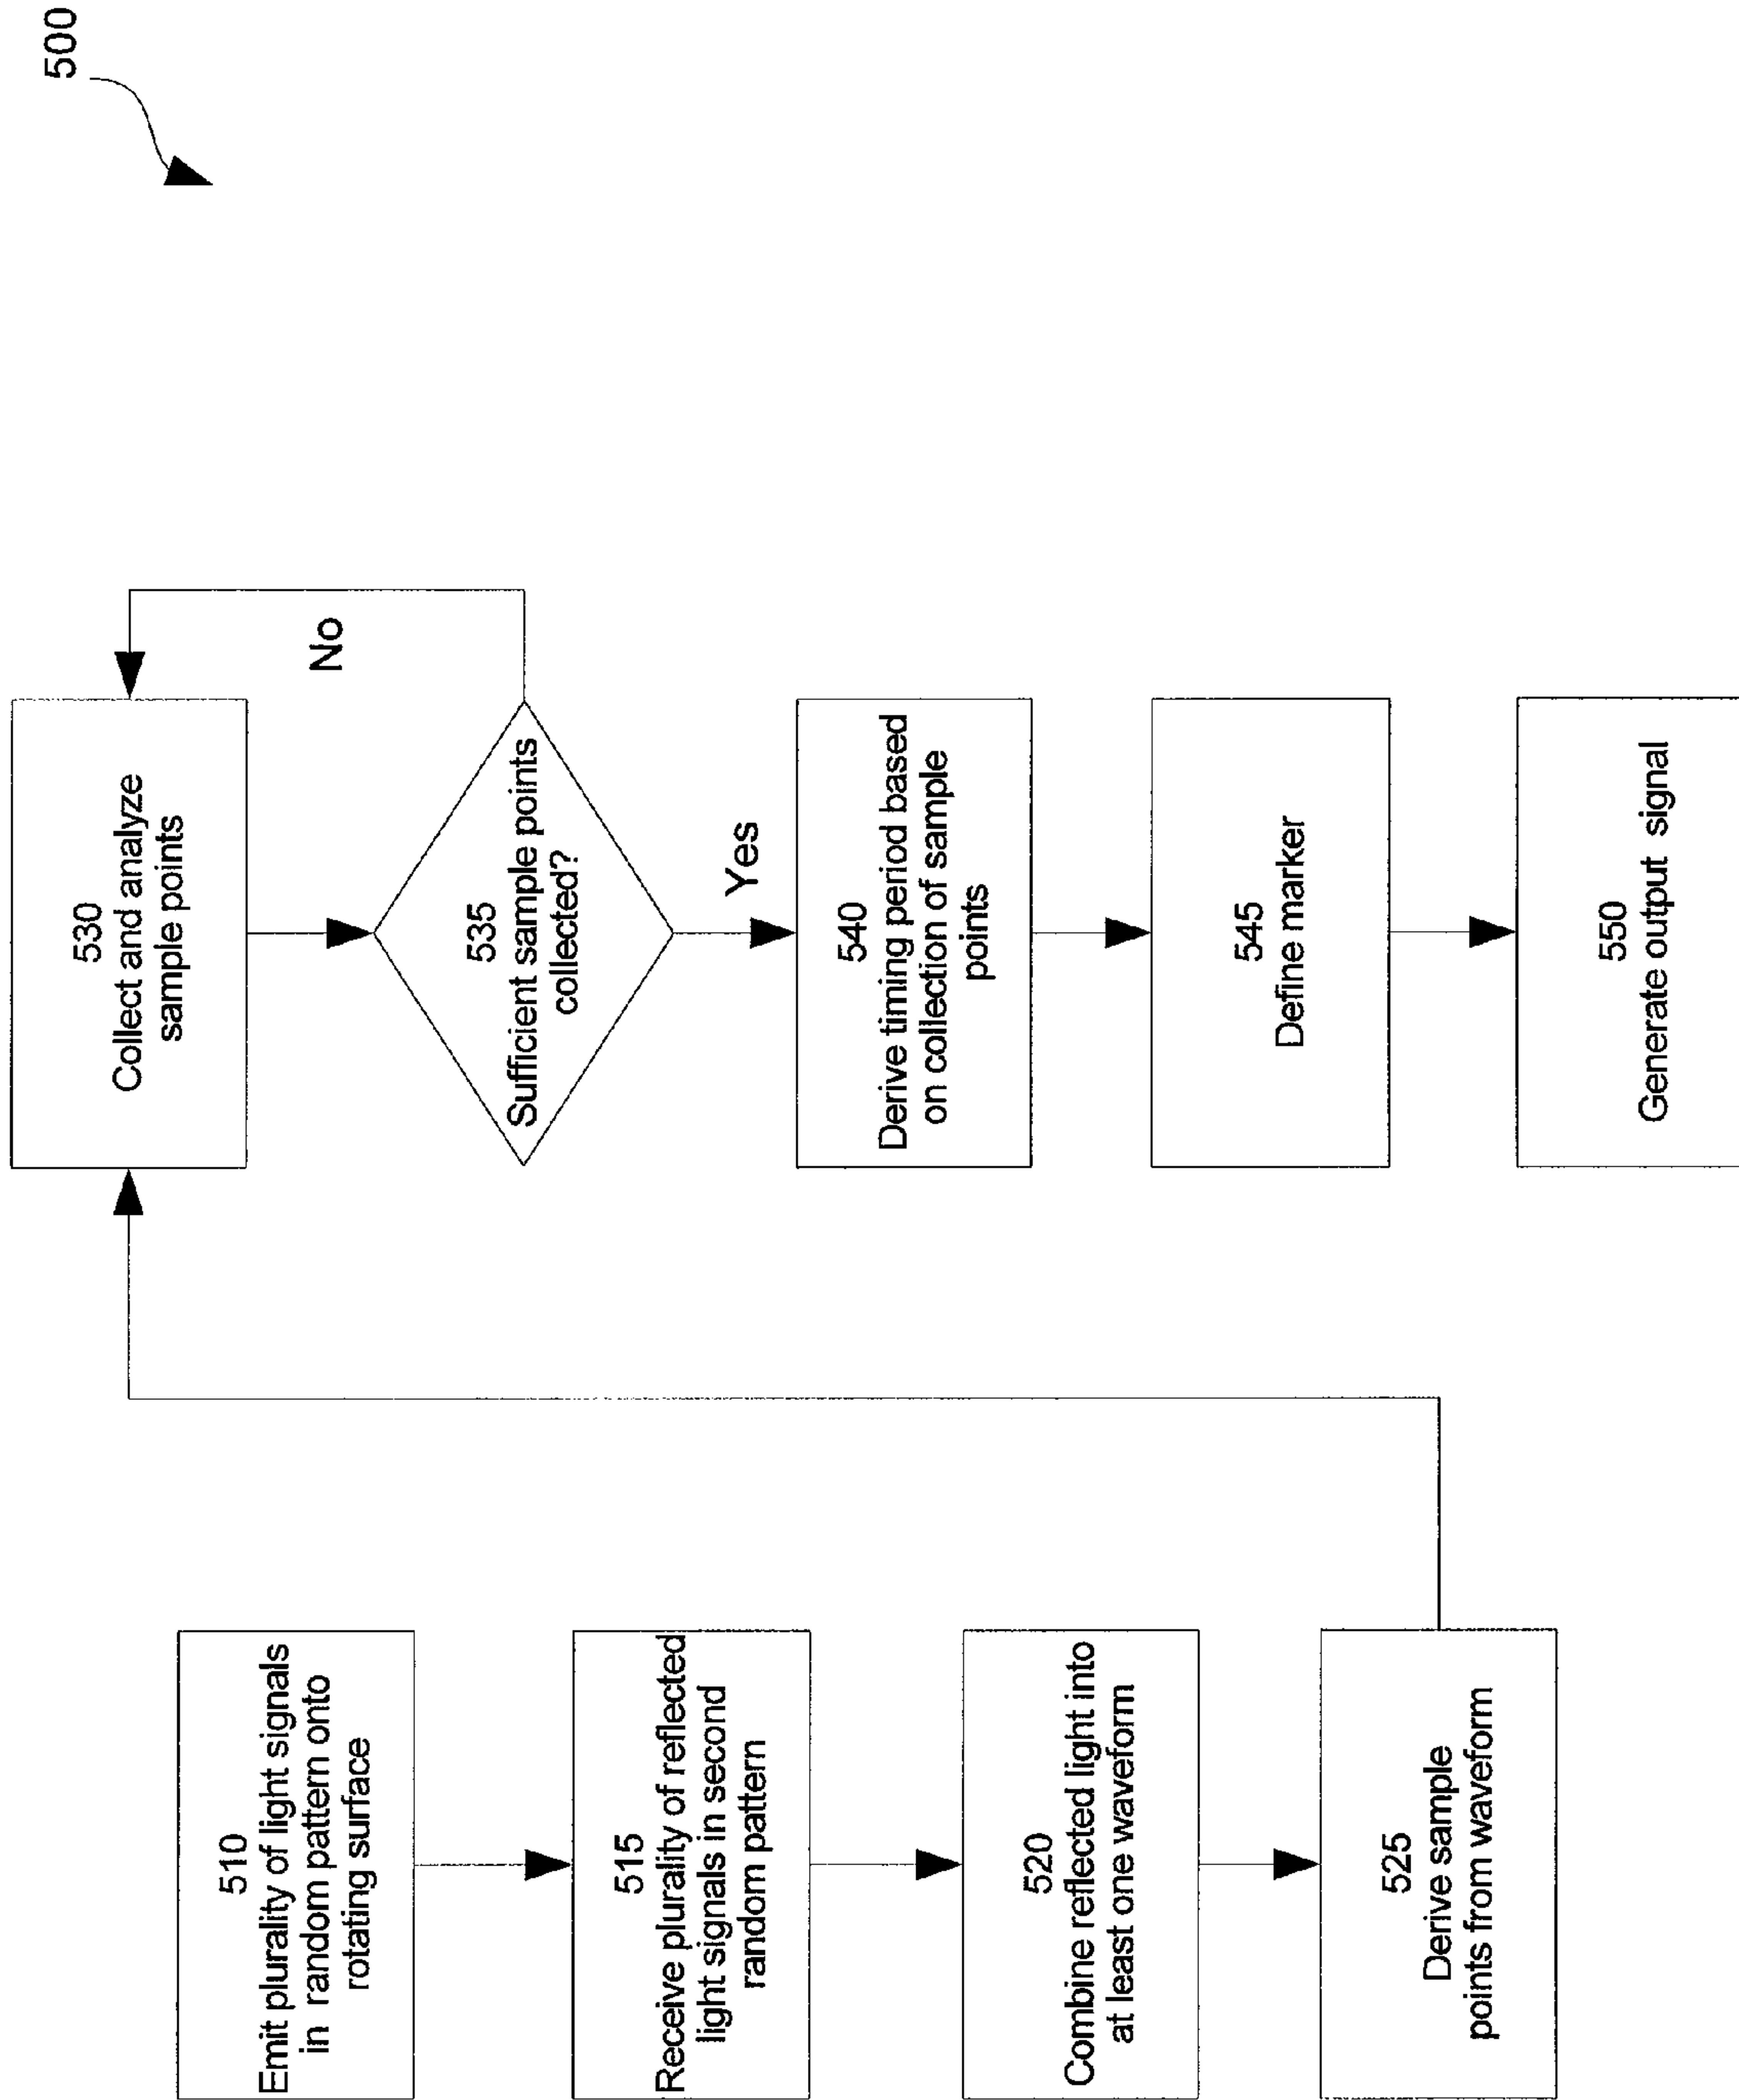 500
510
Emit plurality of light signals
in random pattern onto
rotating surface
515
Receive plurality of reflected
light signals in second
random pattern
520
Combine reflected light into
at least one waveform
525
Derive sample
points from waveform
530
Collect and analyze
sample points
535
Sufficient sample points
collected?
No
Yes
540
Derive timing period based
on collection of sample
points
545
Define marker
550
Generate output signal